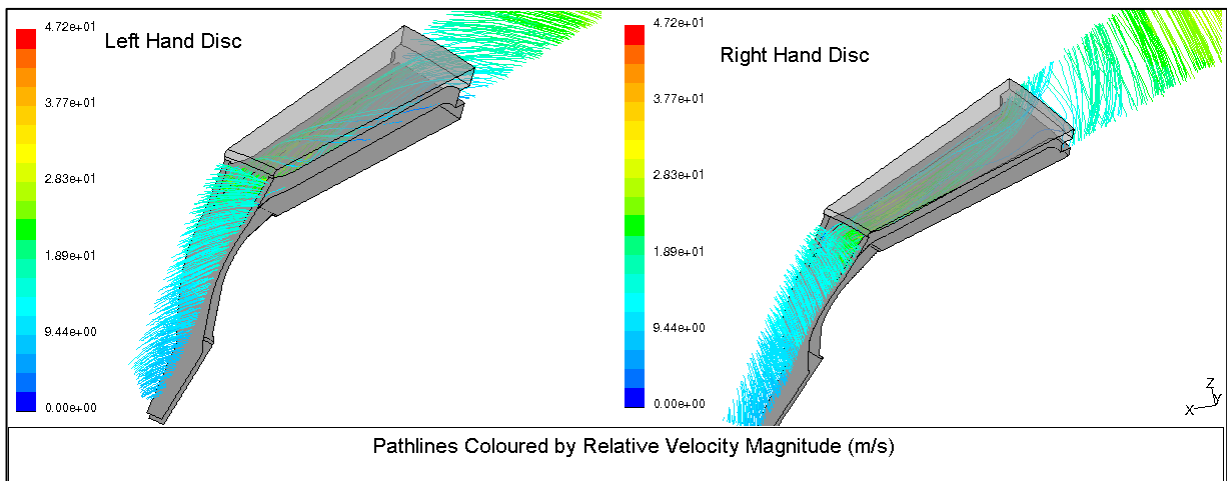 Left Hand Disc
4.72e+01
3.77e+01
2.83e+01
1.89e+01
9.44e+00
0.00e+00
Right Hand Disc
4.72e+01
3.77e+01
2.83e+01
1.89e+01
9.44e+00
0.00e+00
Z
Y
X
Pathlines Coloured by Relative Velocity Magnitude (m/s)